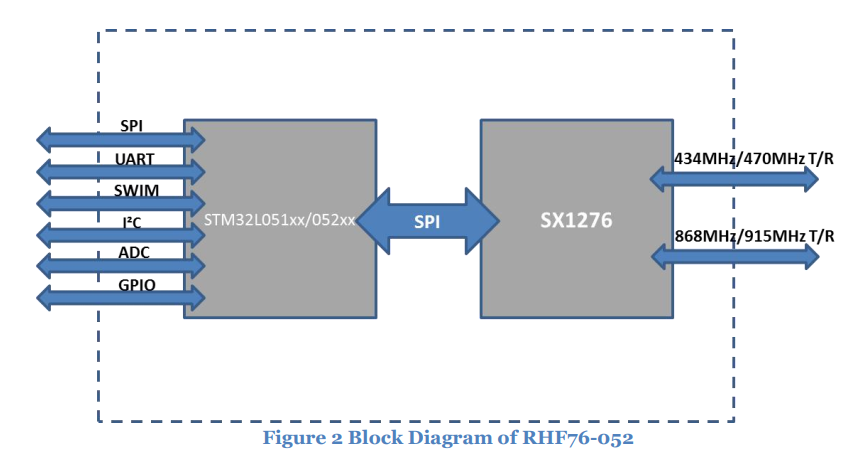 SPI
UART
SWIM
I²C
ADC
GPIO
STM32L051xx/052xx
SPI
SX1276
434MHz/470MHz T/R
868MHz/915MHz T/R
Figure 2 Block Diagram of RHF76-052